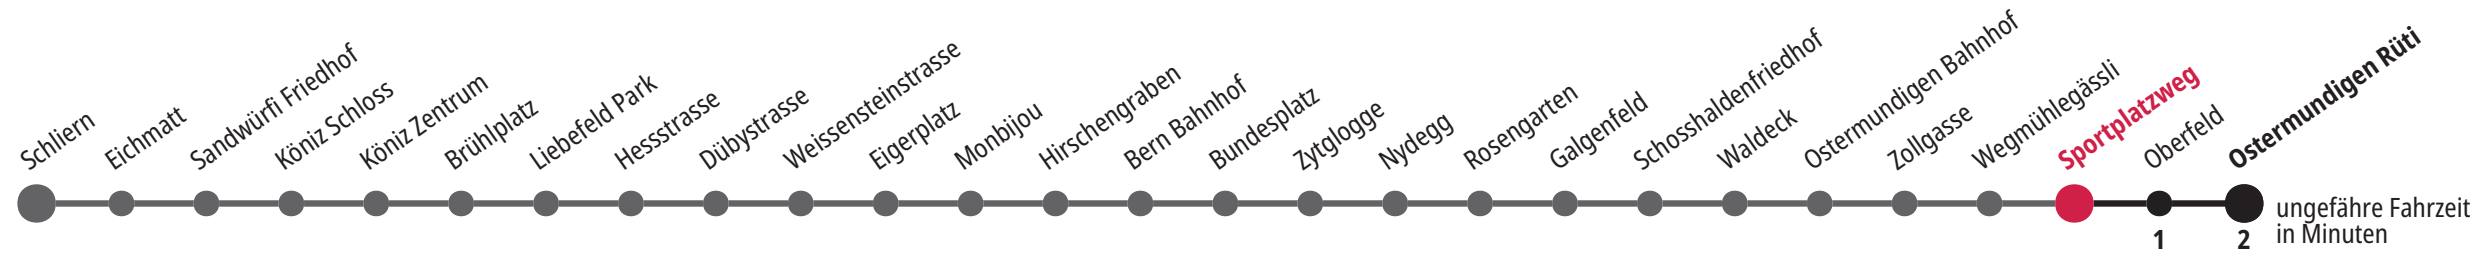 Schliern
Eichmatt
Sandwürfi Friedhof
Köniz Schloss
Köniz Zentrum
Brühlplatz
Liebefeld Park
Hessstrasse
Dübystrasse
Weissensteinstrasse
Eigerplatz
Monbijou
Hirschengraben
Bern Bahnhof
Bundesplatz
Zytglogge
Nydegg
Rosengarten
Galgenfeld
Schosshaldenfriedhof
Waldeck
Ostermundigen Bahnhof
Zollgasse
Wegmühlegässli
Sportplatzweg
Oberfeld
Ostermundigen Rüti
1
2
ungefähre Fahrzeit
in Minuten